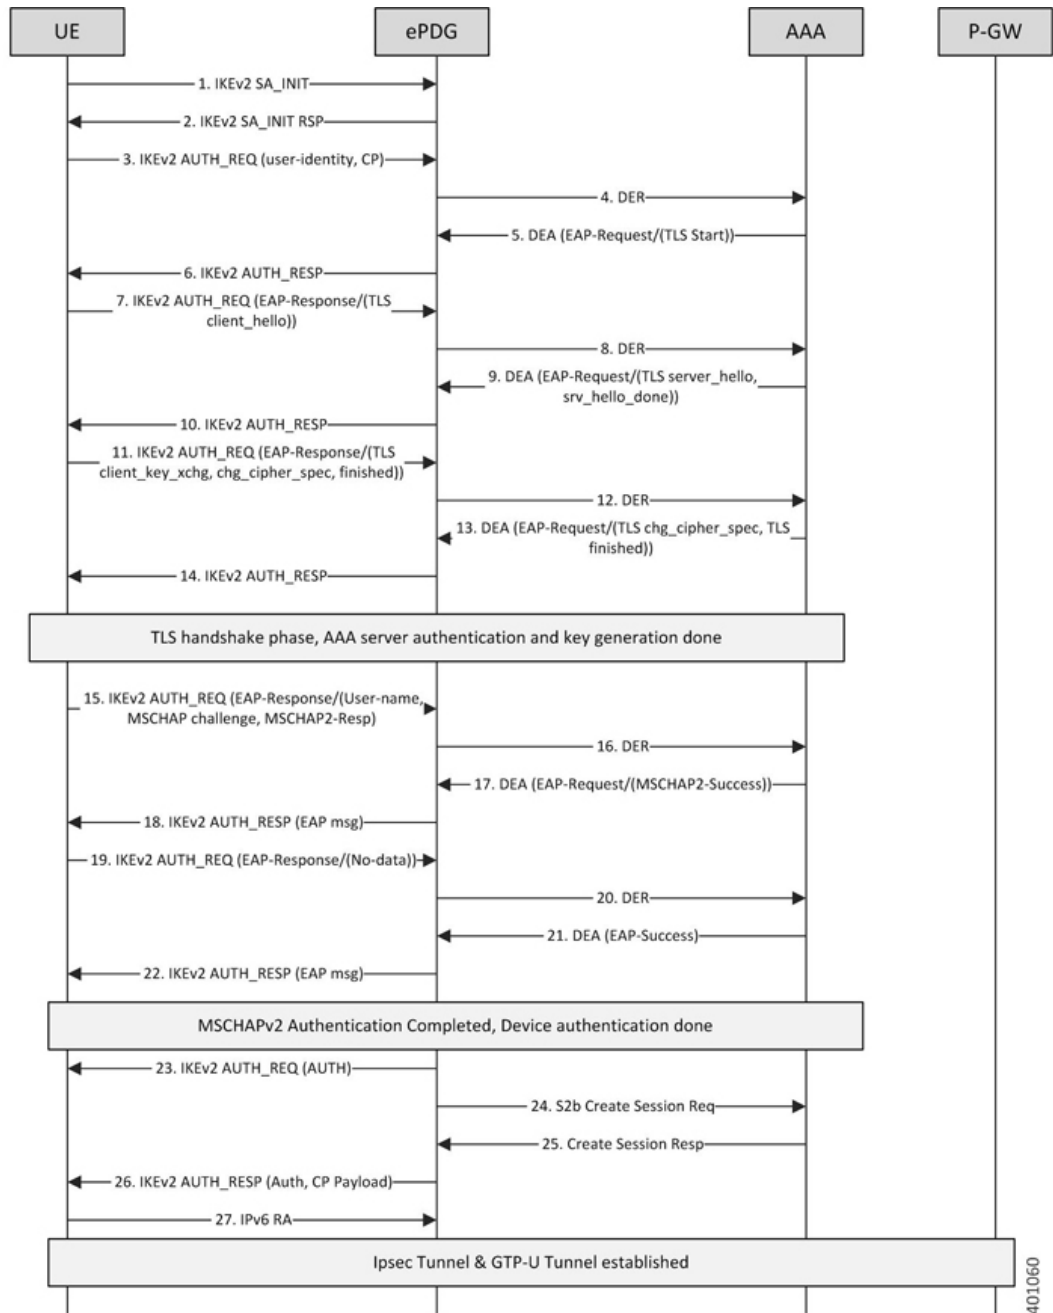 UE
ePDG
AAA
P-GW
1. IKEv2 SA_INIT
2. IKEv2 SA_INIT RSP
3. IKEv2 AUTH_REQ (user-identity, CP)
4. DER
5. DEA (EAP-Request/(TLS Start))
6. IKEv2 AUTH_RESP
7. IKEv2 AUTH_REQ (EAP-Response/(TLS
client_hello))
8. DER
9. DEA (EAP-Request/(TLS server_hello,
srv_hello_done))
10. IKEv2 AUTH_RESP
11. IKEv2 AUTH_REQ (EAP-Response/(TLS
client_key_xchg, chg_cipher_spec, finished))
12. DER
13. DEA (EAP-Request/(TLS chg_cipher_spec, TLS
finished))
14. IKEv2 AUTH_RESP
TLS handshake phase, AAA server authentication and key generation done
15. IKEv2 AUTH_REQ (EAP-Response/(User-name,
MSCHAP challenge, MSCHAP2-Resp)
16. DER
17. DEA (EAP-Request/(MSCHAP2-Success))
18. IKEv2 AUTH_RESP (EAP msg)
19. IKEv2 AUTH_REQ (EAP-Response/(No-data))
20. DER
21. DEA (EAP-Success)
22. IKEv2 AUTH_RESP (EAP msg)
MSCHAPv2 Authentication Completed, Device authentication done
23. IKEv2 AUTH_REQ (AUTH)
24. S2b Create Session Req
25. Create Session Resp
26. IKEv2 AUTH_RESP (Auth, CP Payload)
27. IPv6 RA
Ipsec Tunnel & GTP-U Tunnel established
401060